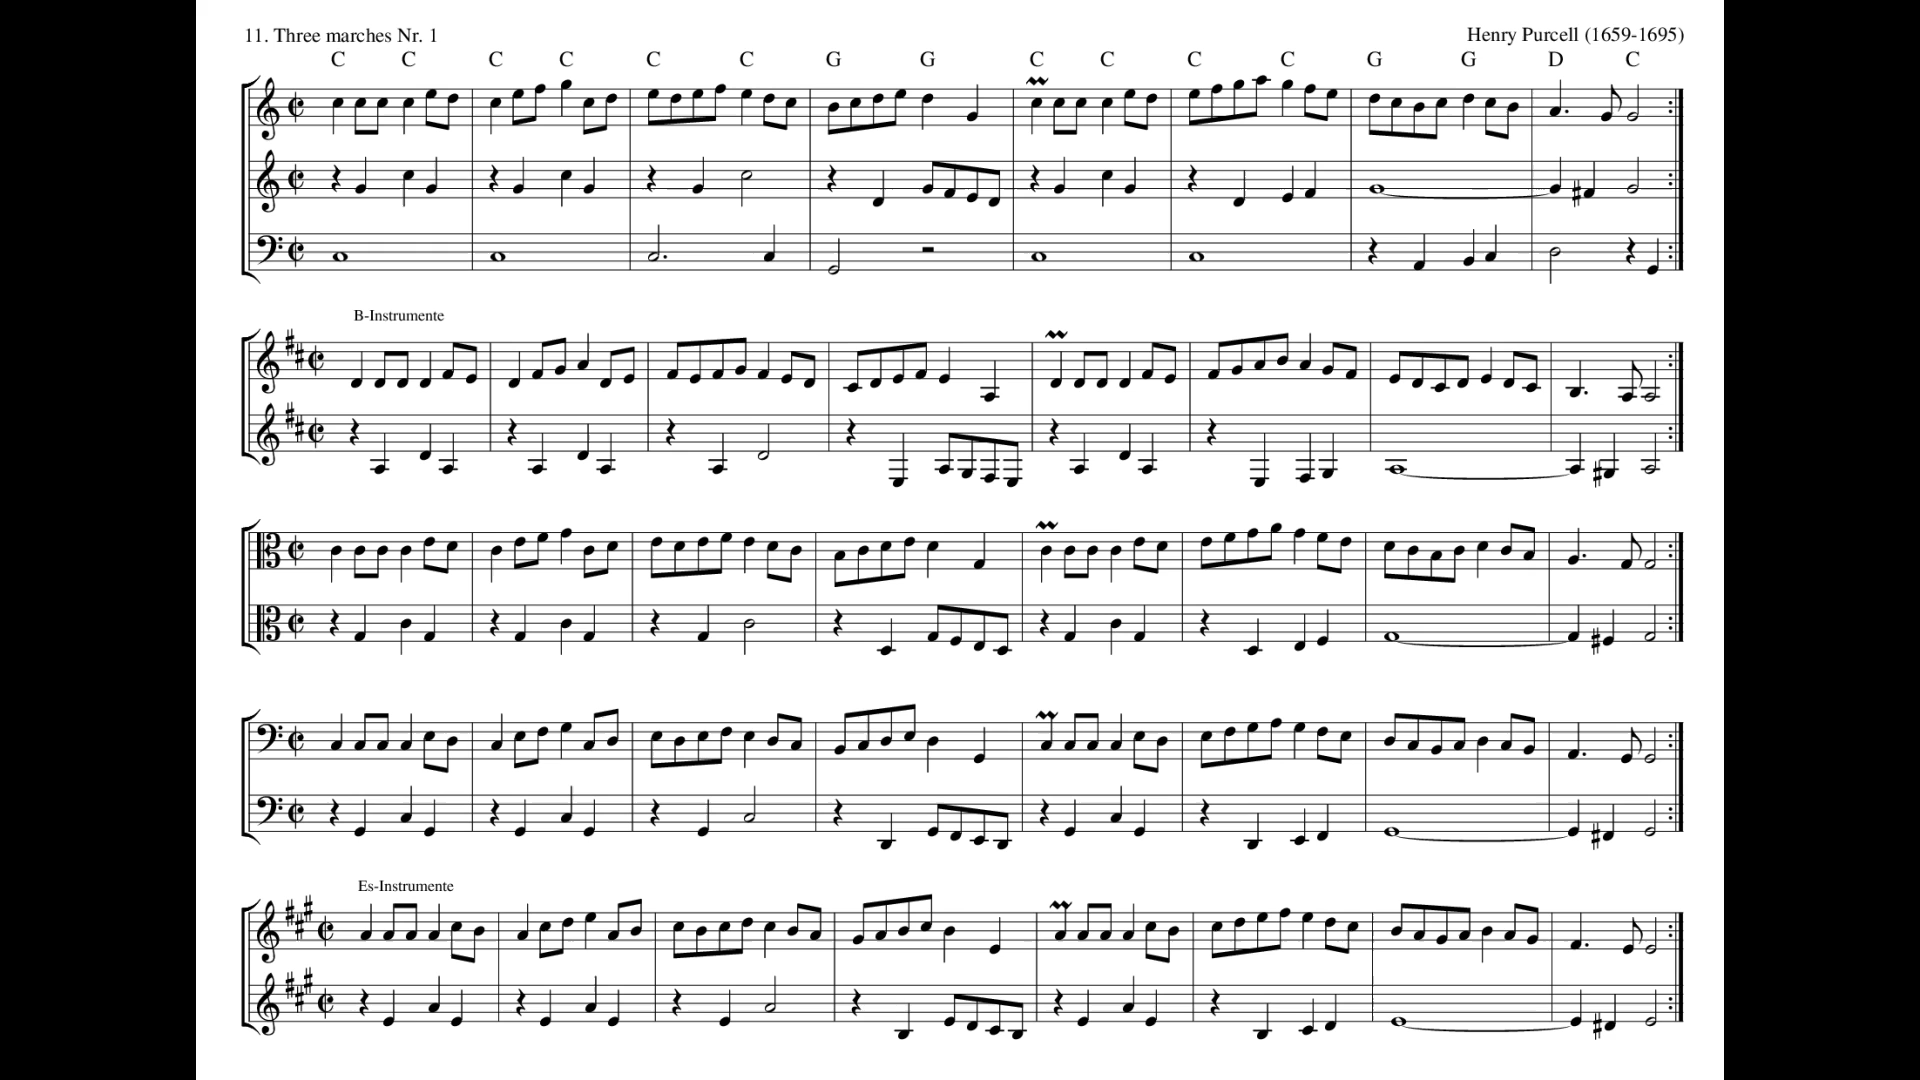 11. Three marches Nr. 1 Henry Purcell (1659-1695)
C C C C C C G G C C C C G G D C
B-Instrumente
Es-Instrumente